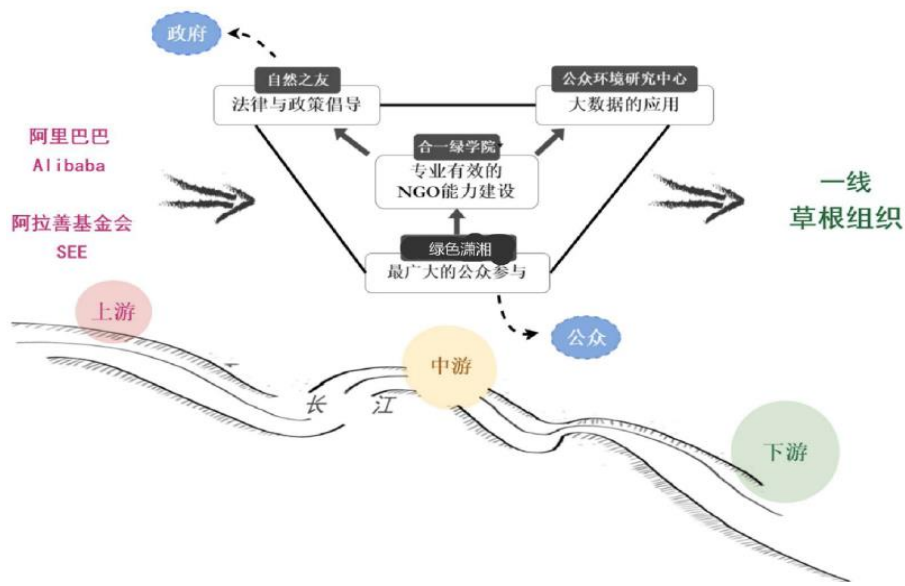 政府
自然之友
法律与政策倡导
公众环境研究中心
大数据的应用
阿里巴巴
Alibaba
阿拉善基金会
SEE
合一绿学院
专业有效的
NGO能力建设
绿色潇湘
最广大的公众参与
一线
草根组织
公众
上游
中游
长 江
下游